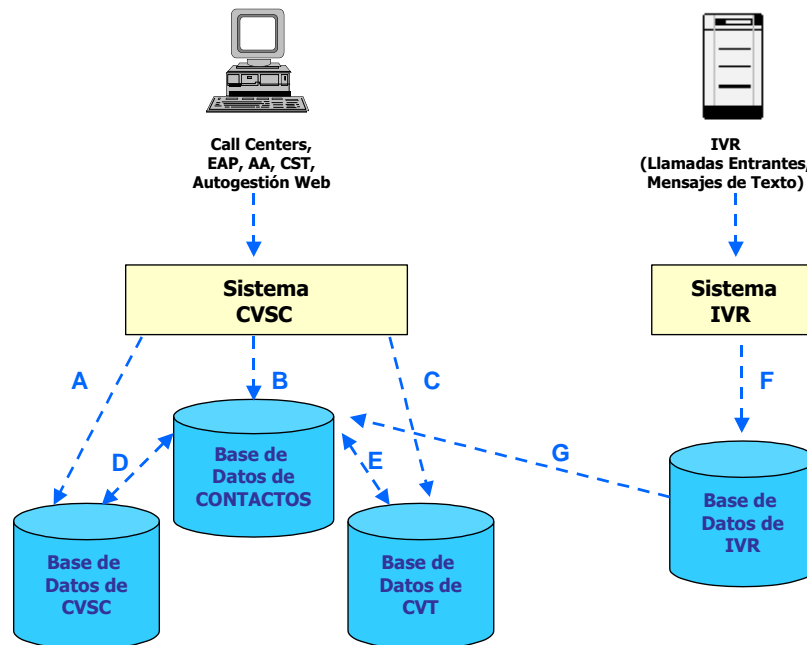 Call Centers,
EAP, AA, CST,
Autogestión Web
IVR
(Llamadas Entrantes,
Mensajes de Texto)
Sistema
CVSC
Sistema
IVR
A
B
C
F
D
E
G
Base de
Datos de
CONTACTOS
Base de
Datos de
IVR
Base de
Datos de
CVSC
Base de
Datos de
CVT